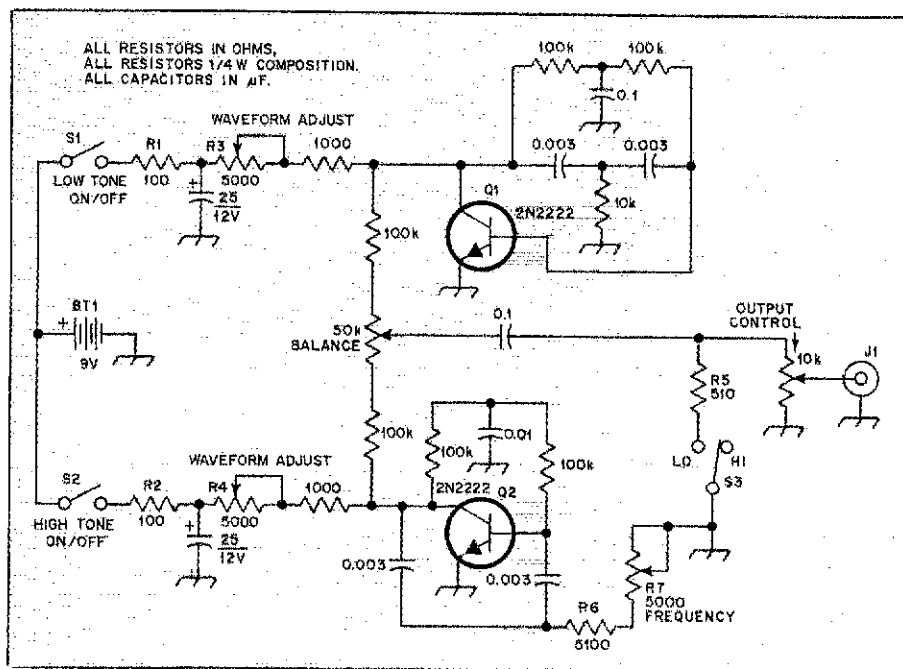 ALL RESISTORS IN OHMS,
ALL RESISTORS 1/4 W COMPOSITION.
ALL CAPACITORS IN µF.
100k
100k
0.1
WAVEFORM ADJUST
S1
R1
R3
1000
0.003
0.003
LOW TONE
ON/OFF
100
5000
+
25
12V
Q1
2N2222
10k
100k
BT1
+
9V
50k
BALANCE
0.1
OUTPUT
CONTROL
10k
J1
R5
510
100k
100k
0.01
100k
LO
HI
S3
WAVEFORM ADJUST
S2
R2
R4
1000
2N2222
Q2
HIGH TONE
ON/OFF
100
5000
+
25
12V
0.003
0.003
R6
5100
R7
5000
FREQUENCY